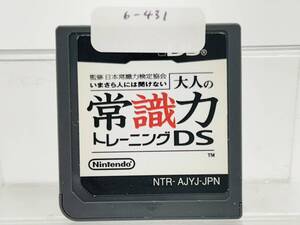 6-431
監修 日本常識力検定協会
いまさら人には聞けない
大人の
常識力
トレーニングDS
TM
Nintendo
NTR-AJYJ-JPN